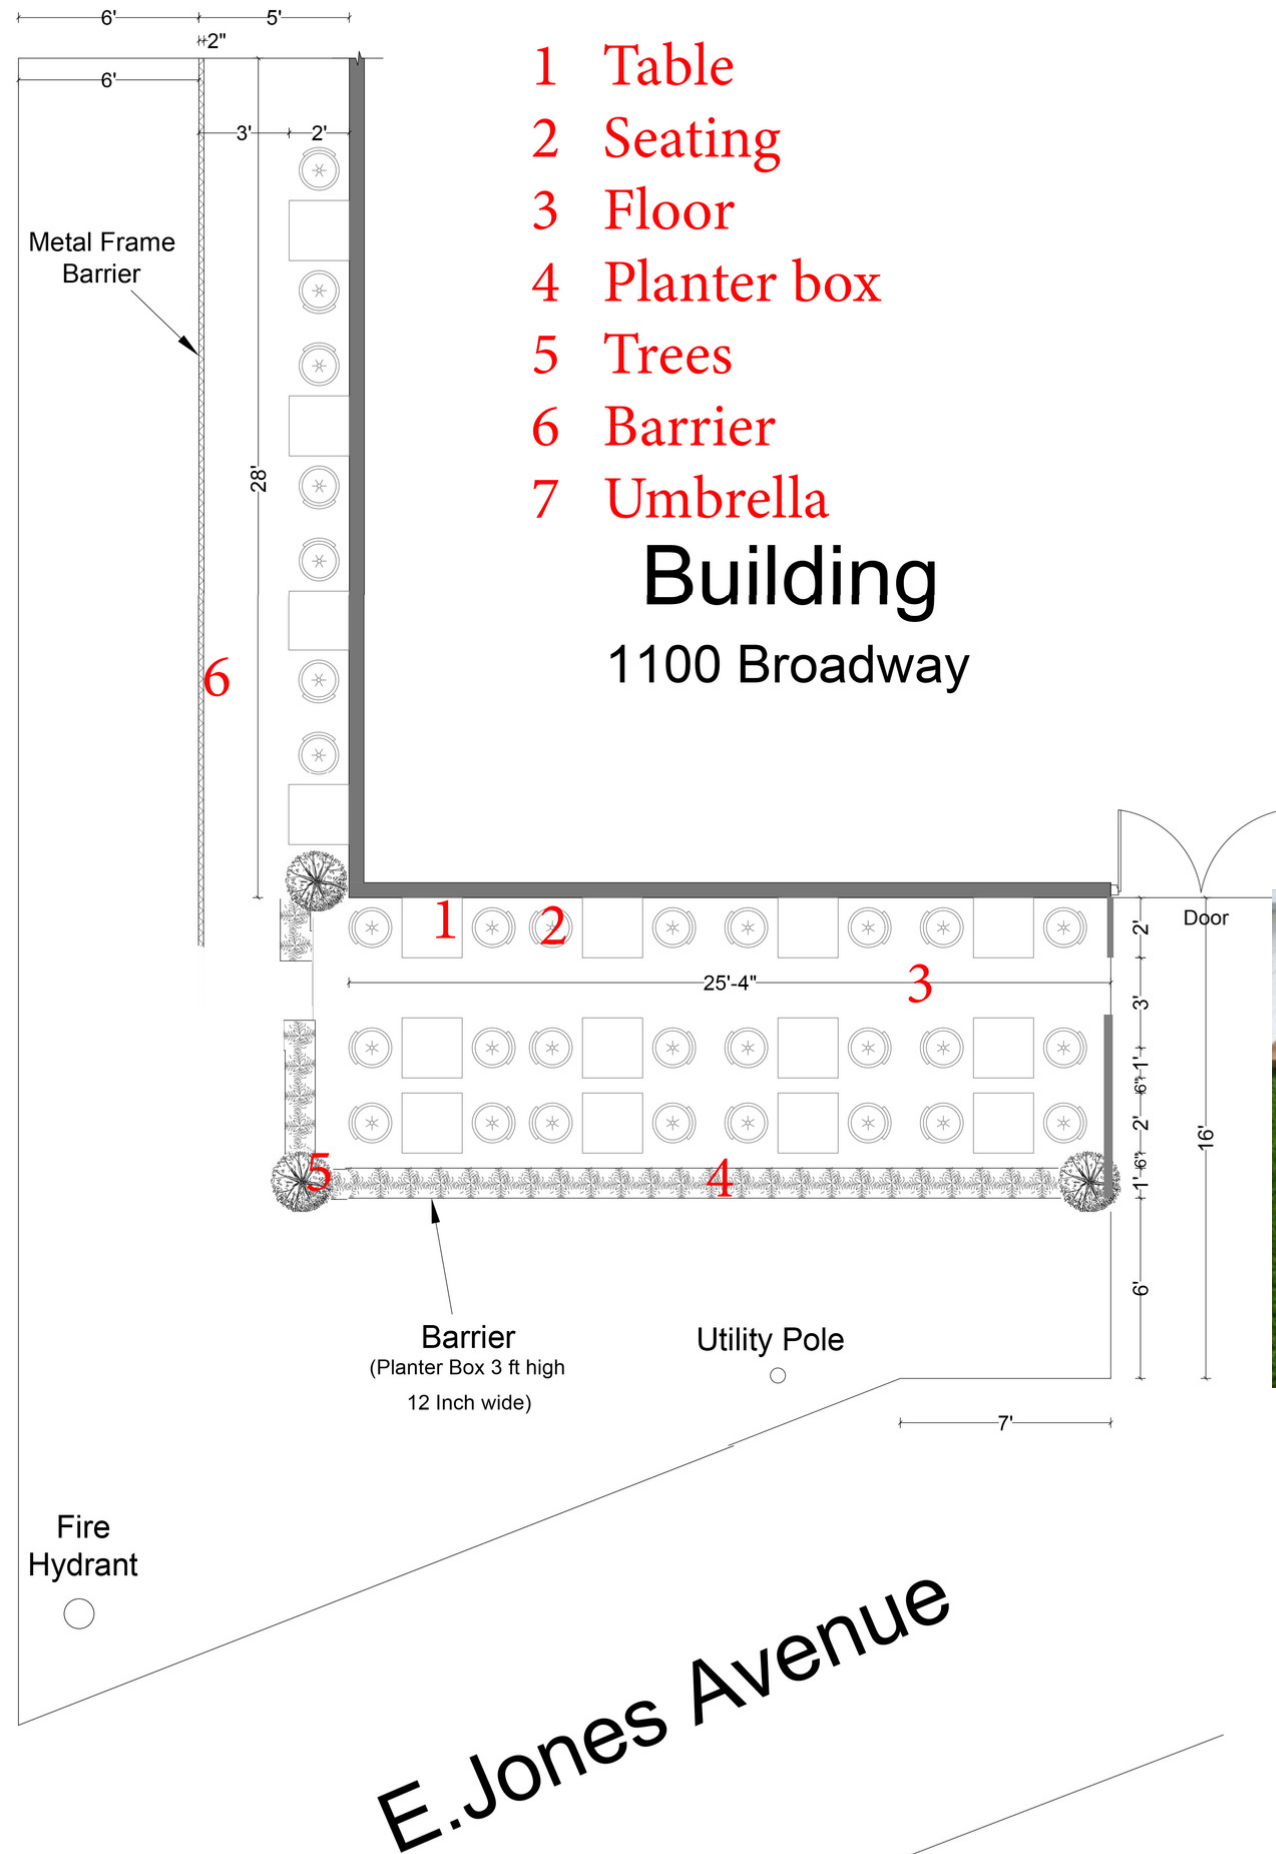 6'
5'
2"
6'
3'
2'
1 Table
2 Seating
3 Floor
4 Planter box
5 Trees
6 Barrier
7 Umbrella
Metal Frame
Barrier
28'
Building
1100 Broadway
6
1
2
Door
2'
25'-4"
3
3'
1'
6"
2'
16'
6"
5
4
1'
6'
Barrier
(Planter Box 3 ft high
12 Inch wide)
Utility Pole
7'
Fire
Hydrant
E.Jones Avenue